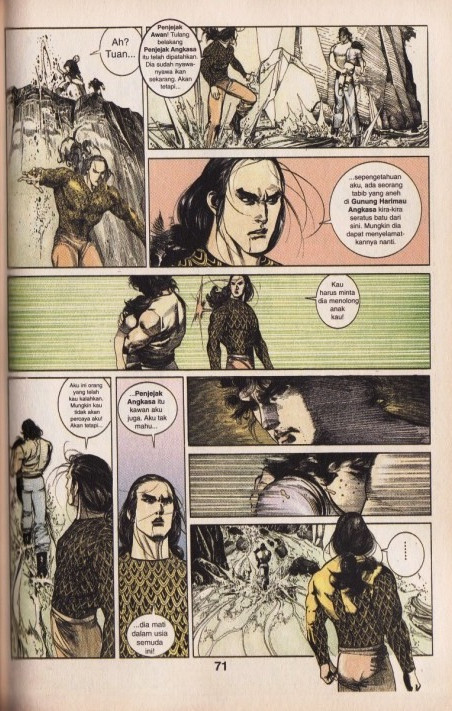 Ah?
Tuan...
Penjejak
Awan! Tulang
belakang
Penjejak Angkasa
itu telah dipatahkan.
Dia sudah nyawa-
nyawa ikan
sekarang. Akan
tetapi...
...sepengetahuan
aku, ada seorang
tabib yang aneh
di Gunung Harimau
Angkasa kira-kira
seratus batu dari
sini. Mungkin dia
dapat menyelamat-
kannya nanti.
Kau
harus minta
dia menolong
anak
kau!
Aku ini orang
yang telah
kau kalahkan.
Mungkin kau
tidak akan
percaya aku!
Akan tetapi...
...Penjejak
Angkasa itu
kawan aku
juga. Aku tak
mahu...
...dia mati
dalam usia
semuda
ini!
......
71